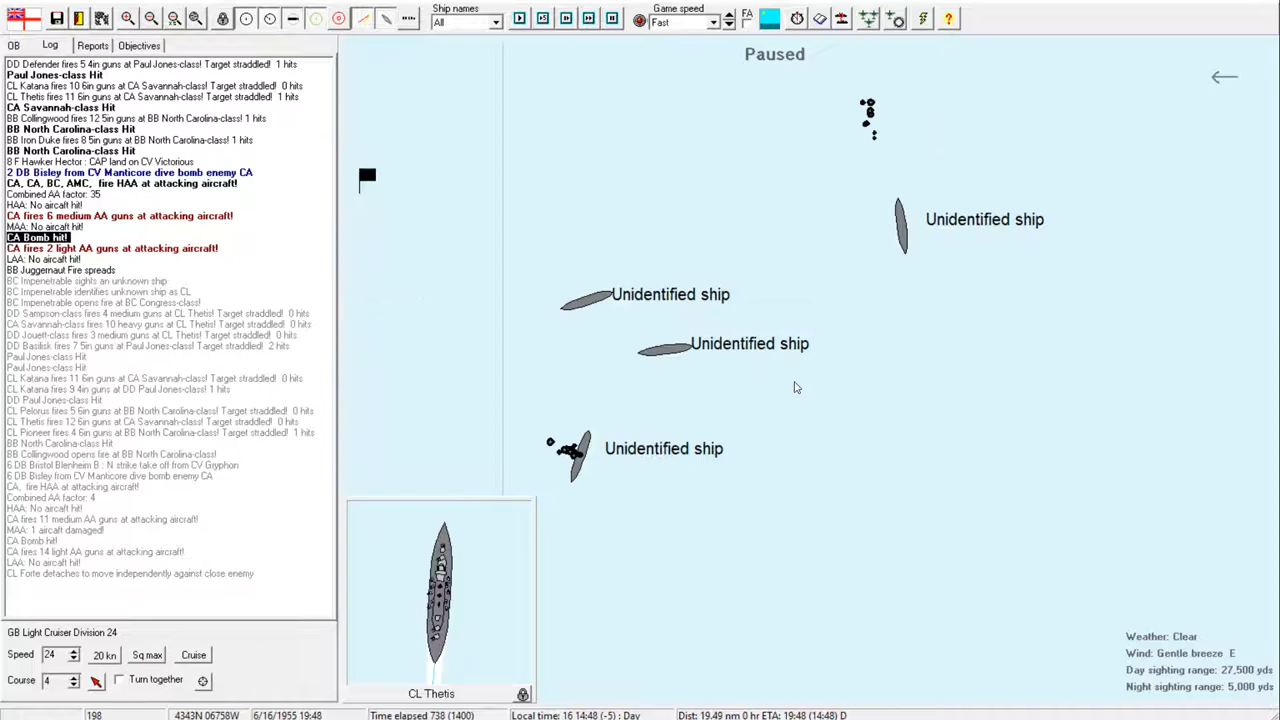 Ship names
All
Game speed
Fast
FA
OB
Log
Reports
Objectives
DD Defender fires 5 4in guns at Paul Jones-class! Target straddled! 1 hits
Paul Jones-class Hit
CL Katana fires 10 6in guns at CA Savannah-class! Target straddled! 0 hits
CL Thetis fires 11 6in guns at CA Savannah-class! Target straddled! 1 hits
CA Savannah-class Hit
BB Collingwood fires 12 5in guns at BB North Carolina-class! 1 hits
BB North Carolina-class Hit
BB Iron Duke fires 8 5in guns at BB North Carolina-class! 1 hits
BB North Carolina-class Hit
8 F Hawker Hector : CAP land on CV Victorious
2 DB Bisley from CV Manticore dive bomb enemy CA
CA, CA, BC, AMC, fire HAA at attacking aircraft!
Combined AA factor: 35
HAA: No aircaft hit!
CA fires 6 medium AA guns at attacking aircraft!
MAA: No aircaft hit!
CA Bomb hit!
CA fires 2 light AA guns at attacking aircraft!
LAA: No aircaft hit!
BB Juggernaut Fire spreads
BC Impenetrable sights an unknown ship
BC Impenetrable identifies unknown ship as CL
BC Impenetrable opens fire at BC Congress-class!
DD Sampson-class fires 4 medium guns at CL Thetis! Target straddled! 0 hits
CA Savannah-class fires 10 heavy guns at CL Thetis! Target straddled! 0 hits
DD Jouett-class fires 3 medium guns at CL Thetis! Target straddled! 0 hits
DD Basilisk fires 7 5in guns at Paul Jones-class! Target straddled! 2 hits
Paul Jones-class Hit
Paul Jones-class Hit
CL Katana fires 11 6in guns at CA Savannah-class! Target straddled! 0 hits
CL Katana fires 9 4in guns at DD Paul Jones-class! 1 hits
DD Paul Jones-class Hit
CL Pelorus fires 5 6in guns at BB North Carolina-class! Target straddled! 0 hits
CL Thetis fires 12 6in guns at CA Savannah-class! Target straddled! 0 hits
CL Pioneer fires 4 6in guns at BB North Carolina-class! Target straddled! 1 hits
BB North Carolina-class Hit
BB Collingwood opens fire at BB North Carolina-class!
6 DB Bristol Blenheim B : N strike take off from CV Gryphon
6 DB Bisley from CV Manticore dive bomb enemy CA
CA, fire HAA at attacking aircraft!
Combined AA factor: 4
HAA: No aircaft hit!
CA fires 11 medium AA guns at attacking aircraft!
MAA: 1 aircaft damaged!
CA Bomb hit!
CA fires 14 light AA guns at attacking aircraft!
LAA: No aircaft hit!
CL Forte detaches to move independently against close enemy
GB Light Cruiser Division 24
Speed 24 20 kn Sq max Cruise
Course 4 Turn together
Paused
Unidentified ship
Unidentified ship
Unidentified ship
Unidentified ship
CL Thetis
Weather: Clear
Wind: Gentle breeze E
Day sighting range: 27,500 yds
Night sighting range: 5,000 yds
198 4343N 06758W 6/16/1955 19:48 Time elapsed 738 (1400) Local time: 16 14:48 (-5) : Day Dist: 19.49 nm 0 hr ETA: 19:48 (14:48) D